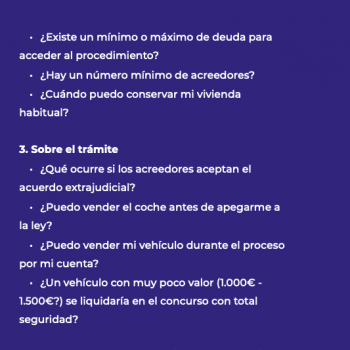 • ¿Existe un mínimo o máximo de deuda para
acceder al procedimiento?
• ¿Hay un número mínimo de acreedores?
• ¿Cuándo puedo conservar mi vivienda
habitual?
3. Sobre el trámite
• ¿Qué ocurre si los acreedores aceptan el
acuerdo extrajudicial?
• ¿Puedo vender el coche antes de apegarme a
la ley?
• ¿Puedo vender mi vehículo durante el proceso
por mi cuenta?
• ¿Un vehículo con muy poco valor (1.000€ -
1.500€?) se liquidaría en el concurso con total
seguridad?